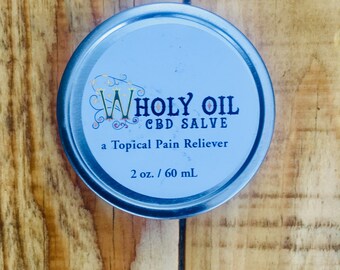 WHOLY OIL
CBD SALVE
a Topical Pain Reliever
2 oz. / 60 mL